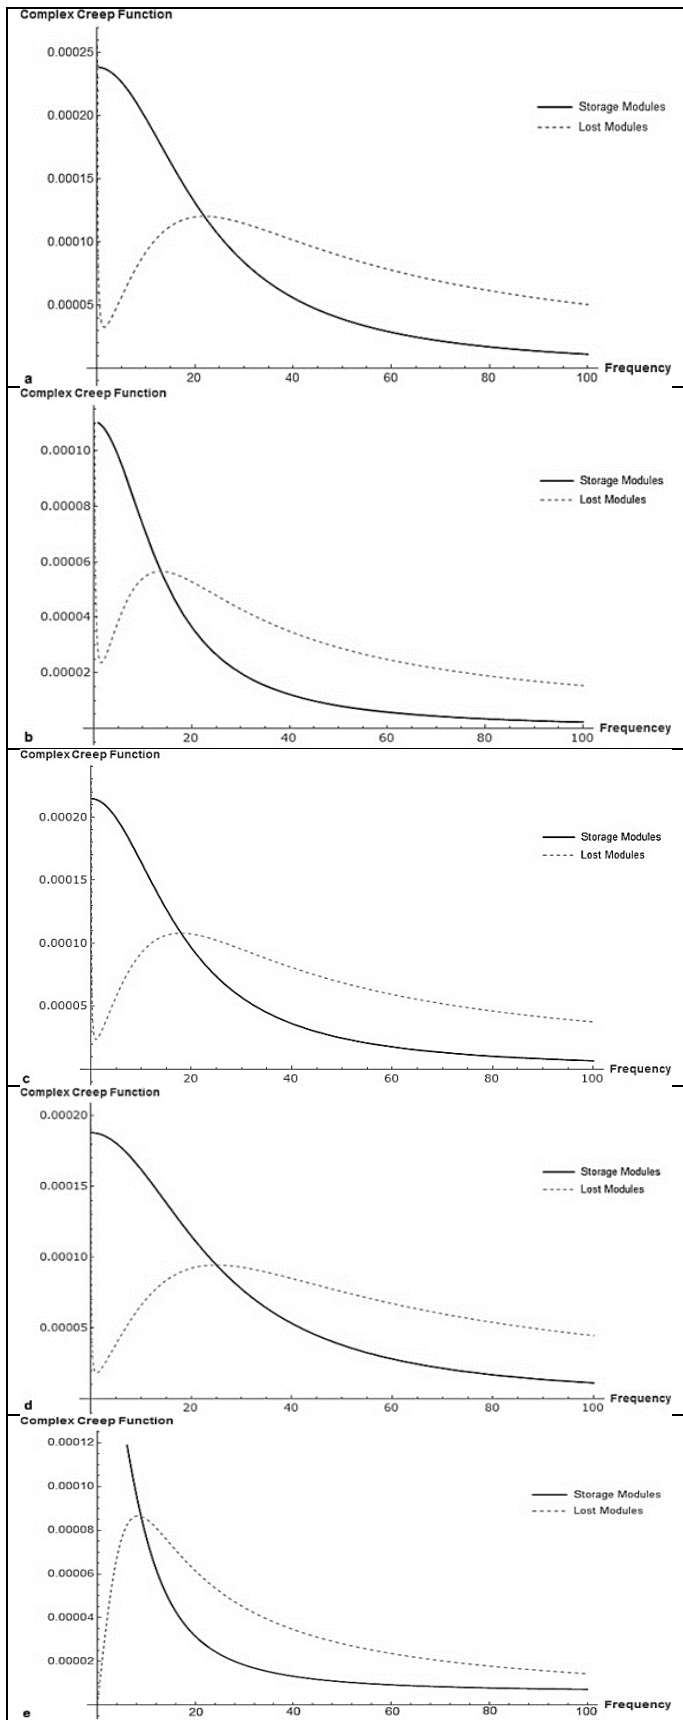 Complex Creep Function
0.00025
0.00020
0.00015
0.00010
0.00005
Storage Modules
Lost Modules
20 40 60 80 100
Frequency
a
Complex Creep Function
0.00010
0.00008
0.00006
0.00004
0.00002
Storage Modules
Lost Modules
20 40 60 80 100
Frequencey
b
Complex Creep Function
0.00020
0.00015
0.00010
0.00005
Storage Modules
Lost Modules
20 40 60 80 100
Frequency
c
Complex Creep Function
0.00020
0.00015
0.00010
0.00005
Storage Modules
Lost Modules
20 40 60 80 100
Frequency
d
Complex Creep Function
0.00012
0.00010
0.00008
0.00006
0.00004
0.00002
Storage Modules
Lost Modules
20 40 60 80 100
Frequency
e